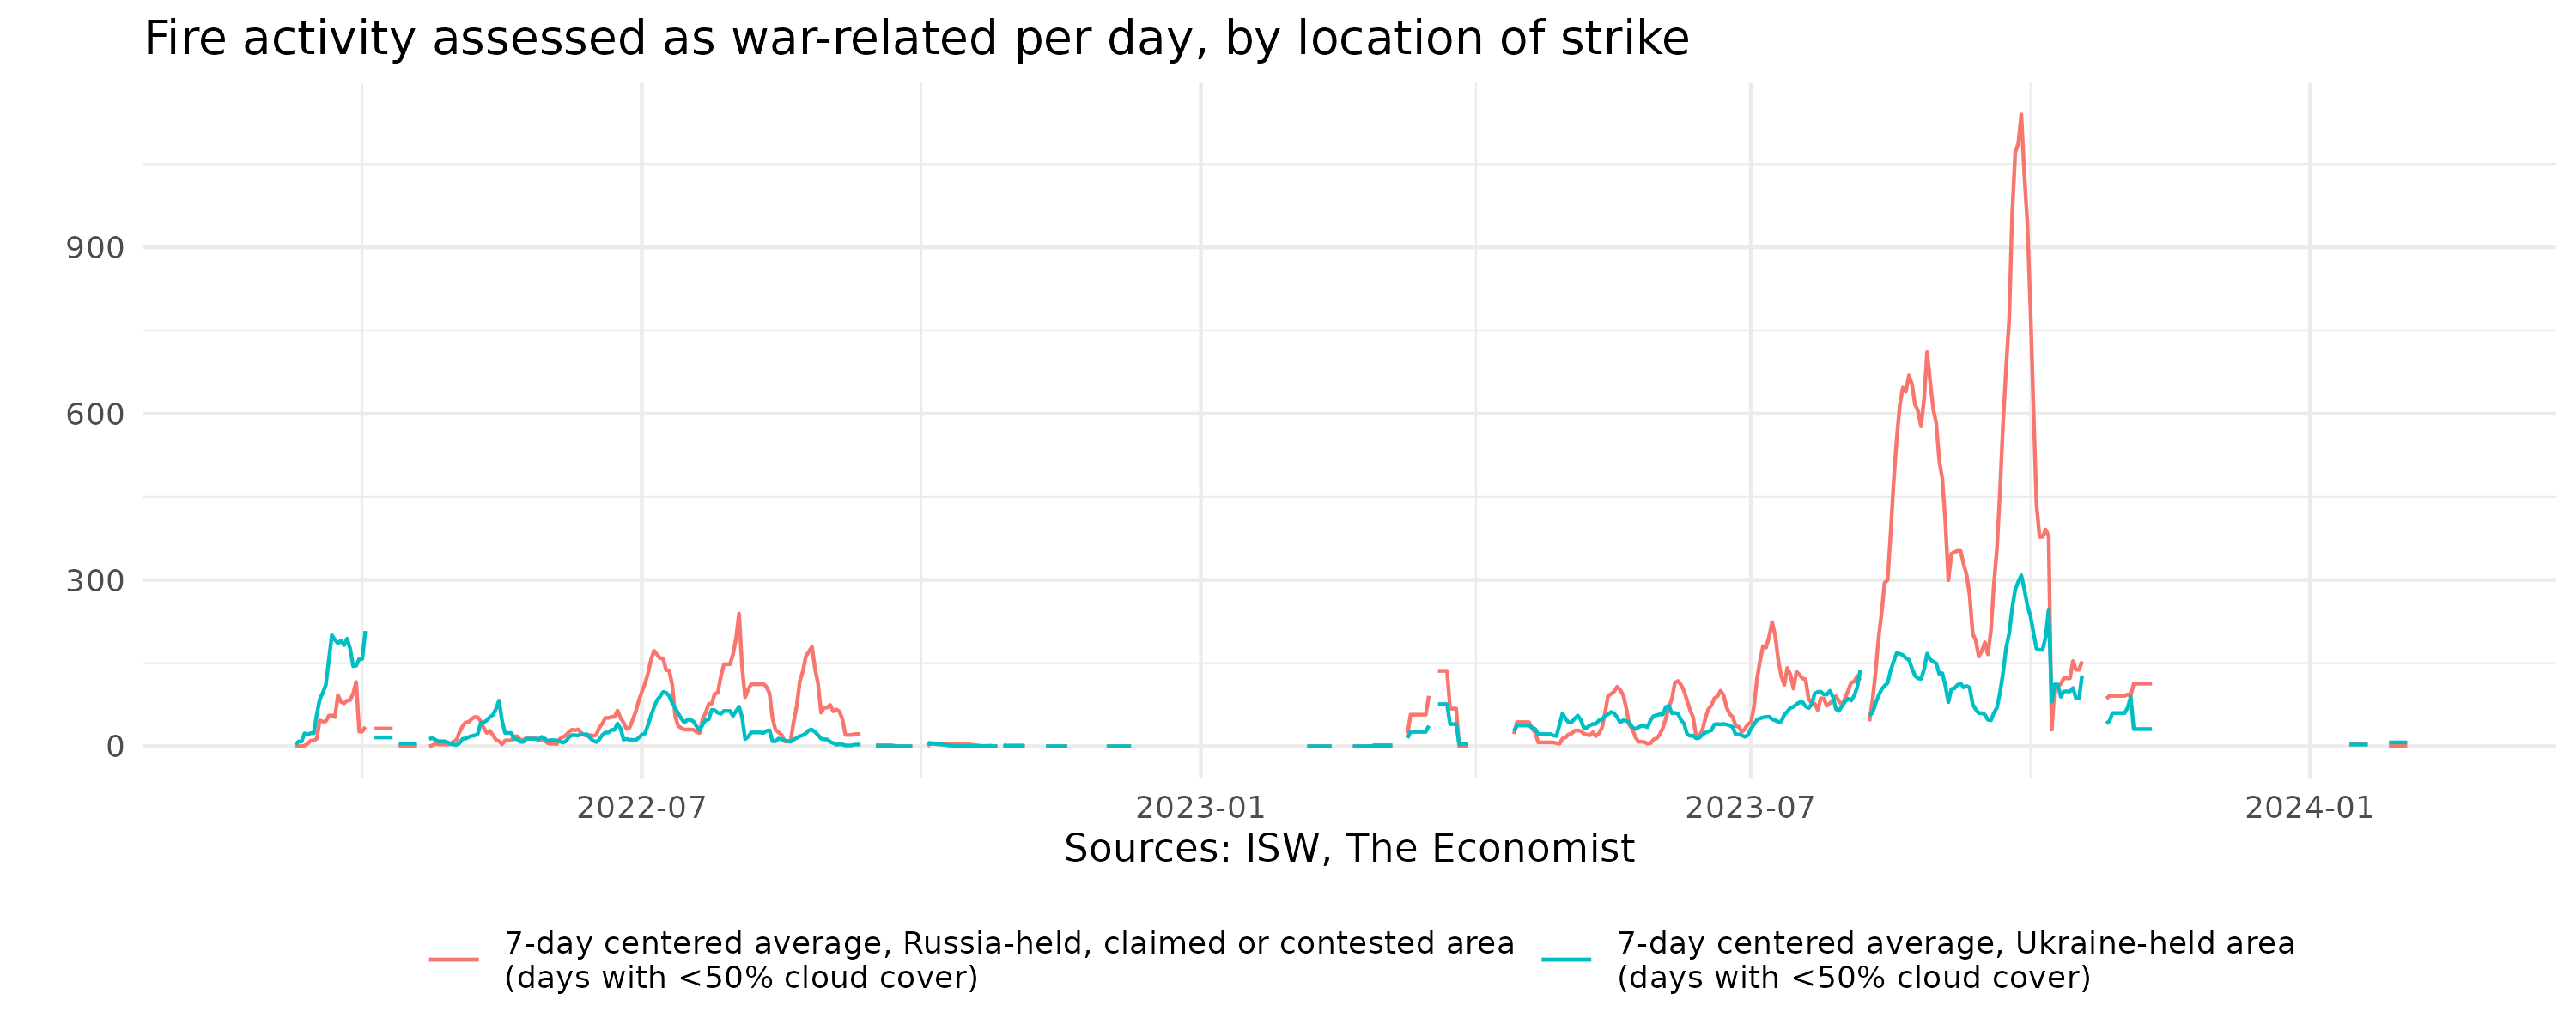 Fire activity assessed as war-related per day, by location of strike
900
600
300
0
2022-07
2023-01
2023-07
2024-01
Sources: ISW, The Economist
7-day centered average, Russia-held, claimed or contested area
(days with <50% cloud cover)
7-day centered average, Ukraine-held area
(days with <50% cloud cover)